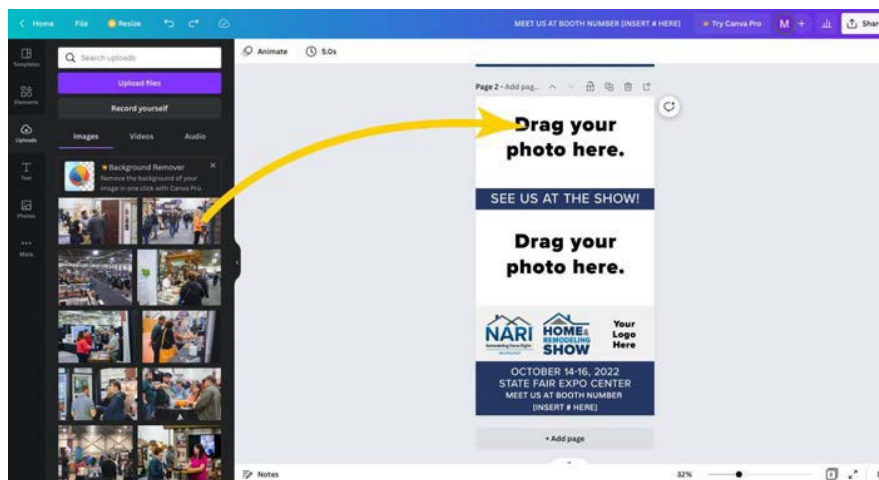 Home File Resize MEET US AT BOOTH NUMBER [INSERT # HERE] Try Canva Pro M + Shar
Templates
Elements
Uploads
Text
Photos
More
Search uploads
Upload files
Record yourself
Images Videos Audio
Background Remover
Remove the background of your
image in one click with Canva Pro
Animate 5.0s
Page 2 - Add pag...
Drag your
photo here.
SEE US AT THE SHOW!
Drag your
photo here.
NARI
Remodeling Done Right.
HOME &
REMODELING
SHOW
Your
Logo
Here
OCTOBER 14-16, 2022
STATE FAIR EXPO CENTER
MEET US AT BOOTH NUMBER
[INSERT # HERE]
+ Add page
Notes 32%